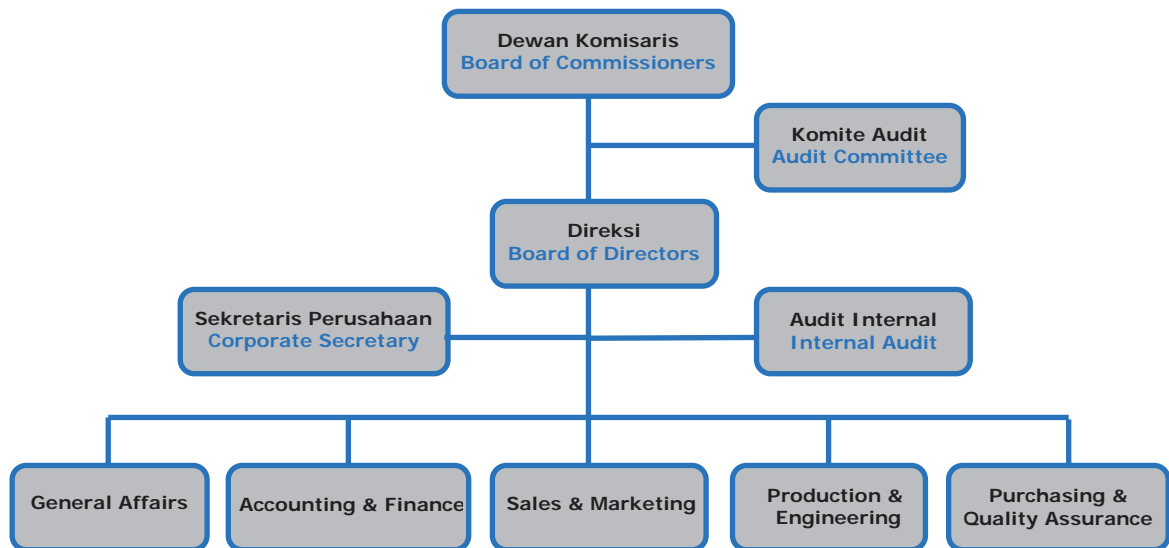 Dewan Komisaris
Board of Commissioners
Komite Audit
Audit Committee
Direksi
Board of Directors
Sekretaris Perusahaan
Corporate Secretary
Audit Internal
Internal Audit
General Affairs
Accounting & Finance
Sales & Marketing
Production &
Engineering
Purchasing &
Quality Assurance